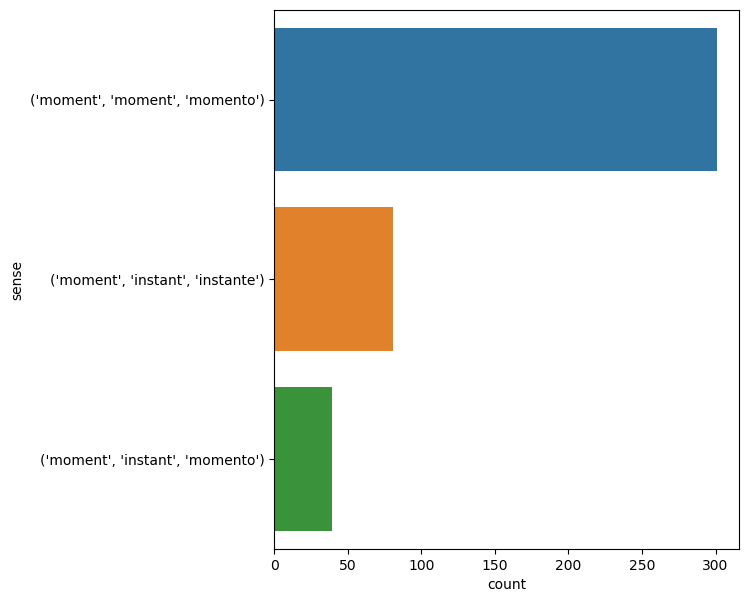 ('moment', 'moment', 'momento')
('moment', 'instant', 'instante')
('moment', 'instant', 'momento')
sense
0 50 100 150 200 250 300
count